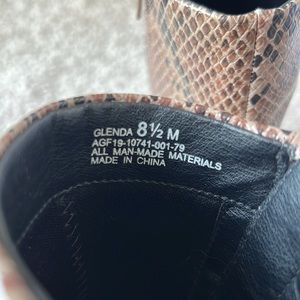 GLENDA 8½ M
AGF19-10741-001-79
ALL MAN-MADE MATERIALS
MADE IN CHINA